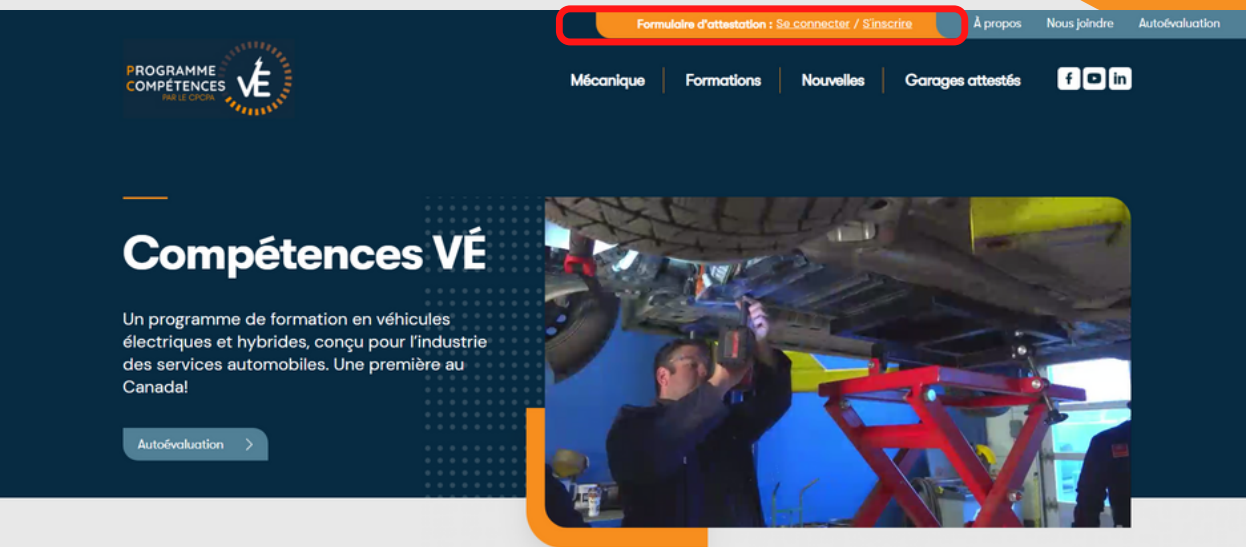 Formulaire d'attestation : Se connecter / S'inscrire
À propos
Nous joindre
Autoévaluation
PROGRAMME
COMPÉTENCES
PAR LE CPCPA
VÉ
Mécanique
Formations
Nouvelles
Garages attestés
Compétences VÉ
Un programme de formation en véhicules
électriques et hybrides, conçu pour l'industrie
des services automobiles. Une première au
Canada!
Autoévaluation